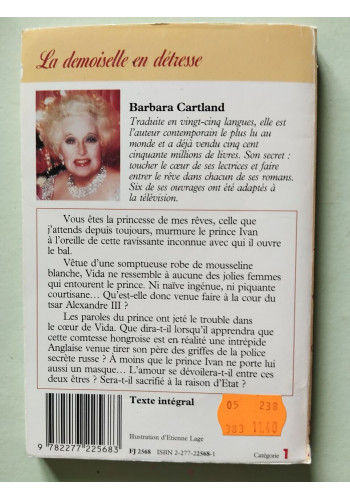 La demoiselle en détresse
Barbara Cartland
Traduite en vingt-cinq langues, elle est
l'auteur contemporain le plus lu au
monde et a déjà vendu cinq cent
cinquante millions de livres. Son secret :
toucher le cœur de ses lectrices et faire
entrer le rêve dans chacun de ses romans.
Six de ses ouvrages ont été adaptés à
la télévision.
Vous êtes la princesse de mes rêves, celle que
j'attends depuis toujours, murmure le prince Ivan
à l'oreille de cette ravissante inconnue avec qui il ouvre
le bal.
Vêtue d'une somptueuse robe de mousseline
blanche, Vida ne ressemble à aucune des jolies femmes
qui entourent le prince. Ni naïve ingénue, ni piquante
courtisane... Qu'est-elle donc venue faire à la cour du
tsar Alexandre III ?
Les paroles du prince ont jeté le trouble dans
le cœur de Vida. Que dira-t-il lorsqu'il apprendra que
cette comtesse hongroise est en réalité une intrépide
Anglaise venue tirer son père des griffes de la police
secrète russe ? À moins que le prince Ivan ne porte lui
aussi un masque... L'amour se dévoilera-t-il entre ces
deux êtres ? Sera-t-il sacrifié à la raison d'Etat ?
Texte intégral
05 230
303
Illustration d'Etienne Lage
9 782277 225683
FJ 2568 ISBN 2-277-22568-1
Catégorie 1